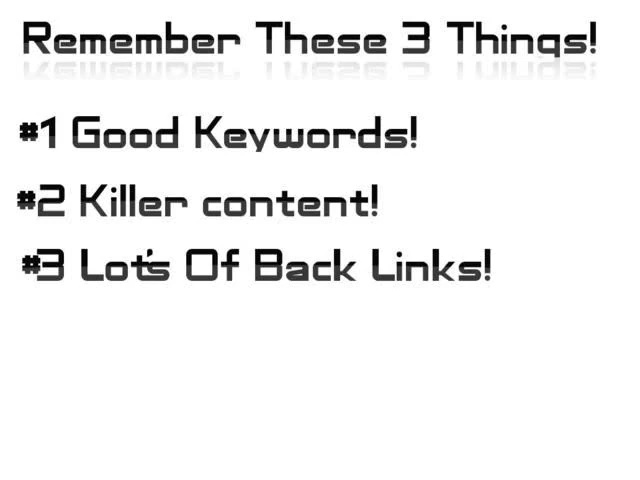 Remember These 3 Things!
#1 Good Keywords!
#2 Killer content!
#3 Lot's Of Back Links!